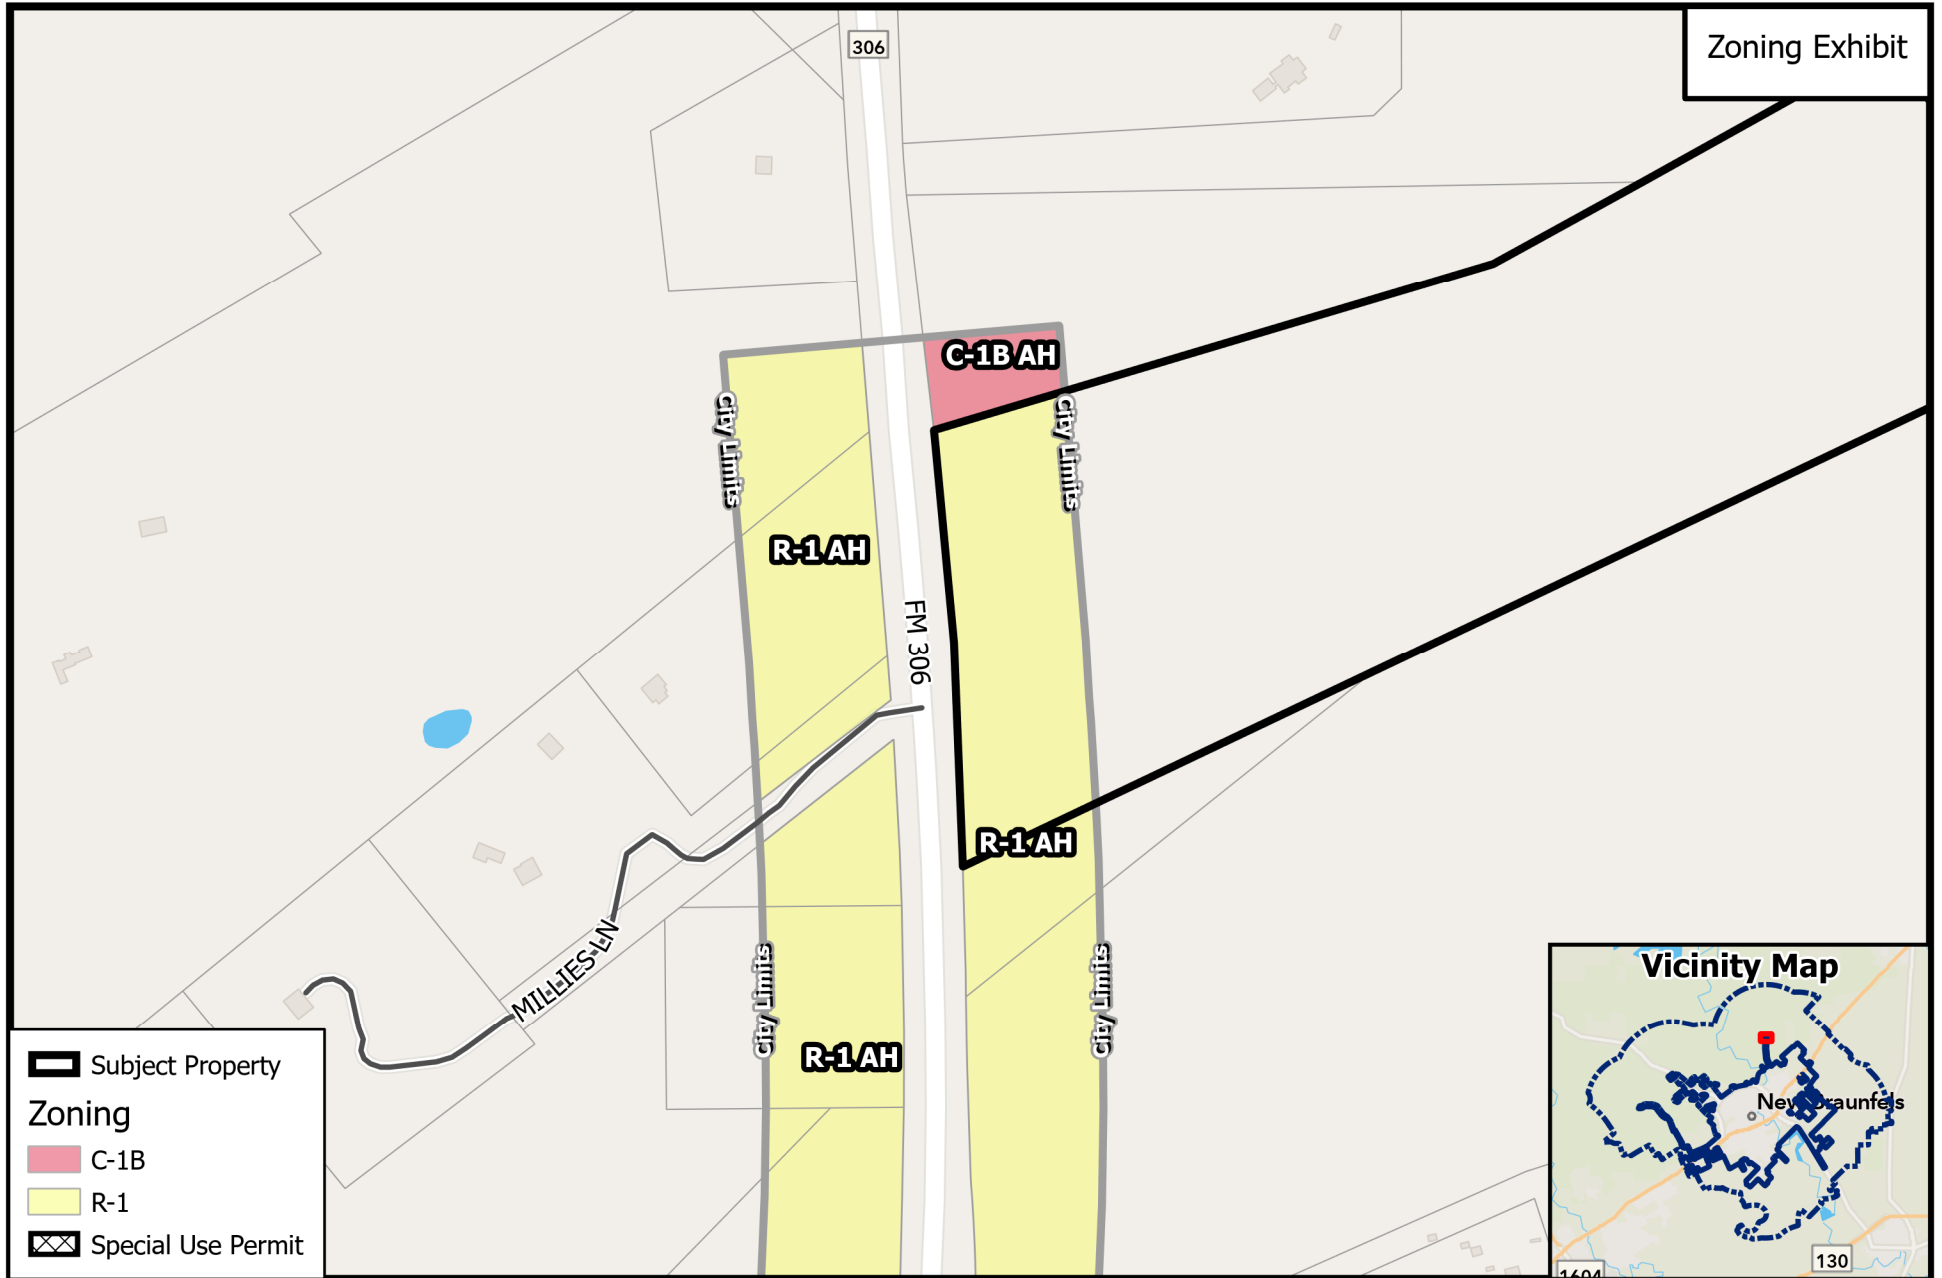 306
Zoning Exhibit
C-1B AH
City Limits
City Limits
R-1 AH
FM 306
R-1 AH
MILLIES LN
City Limits
City Limits
R-1 AH
Subject Property
Zoning
C-1B
R-1
Special Use Permit
Vicinity Map
New Braunfels
130
1604